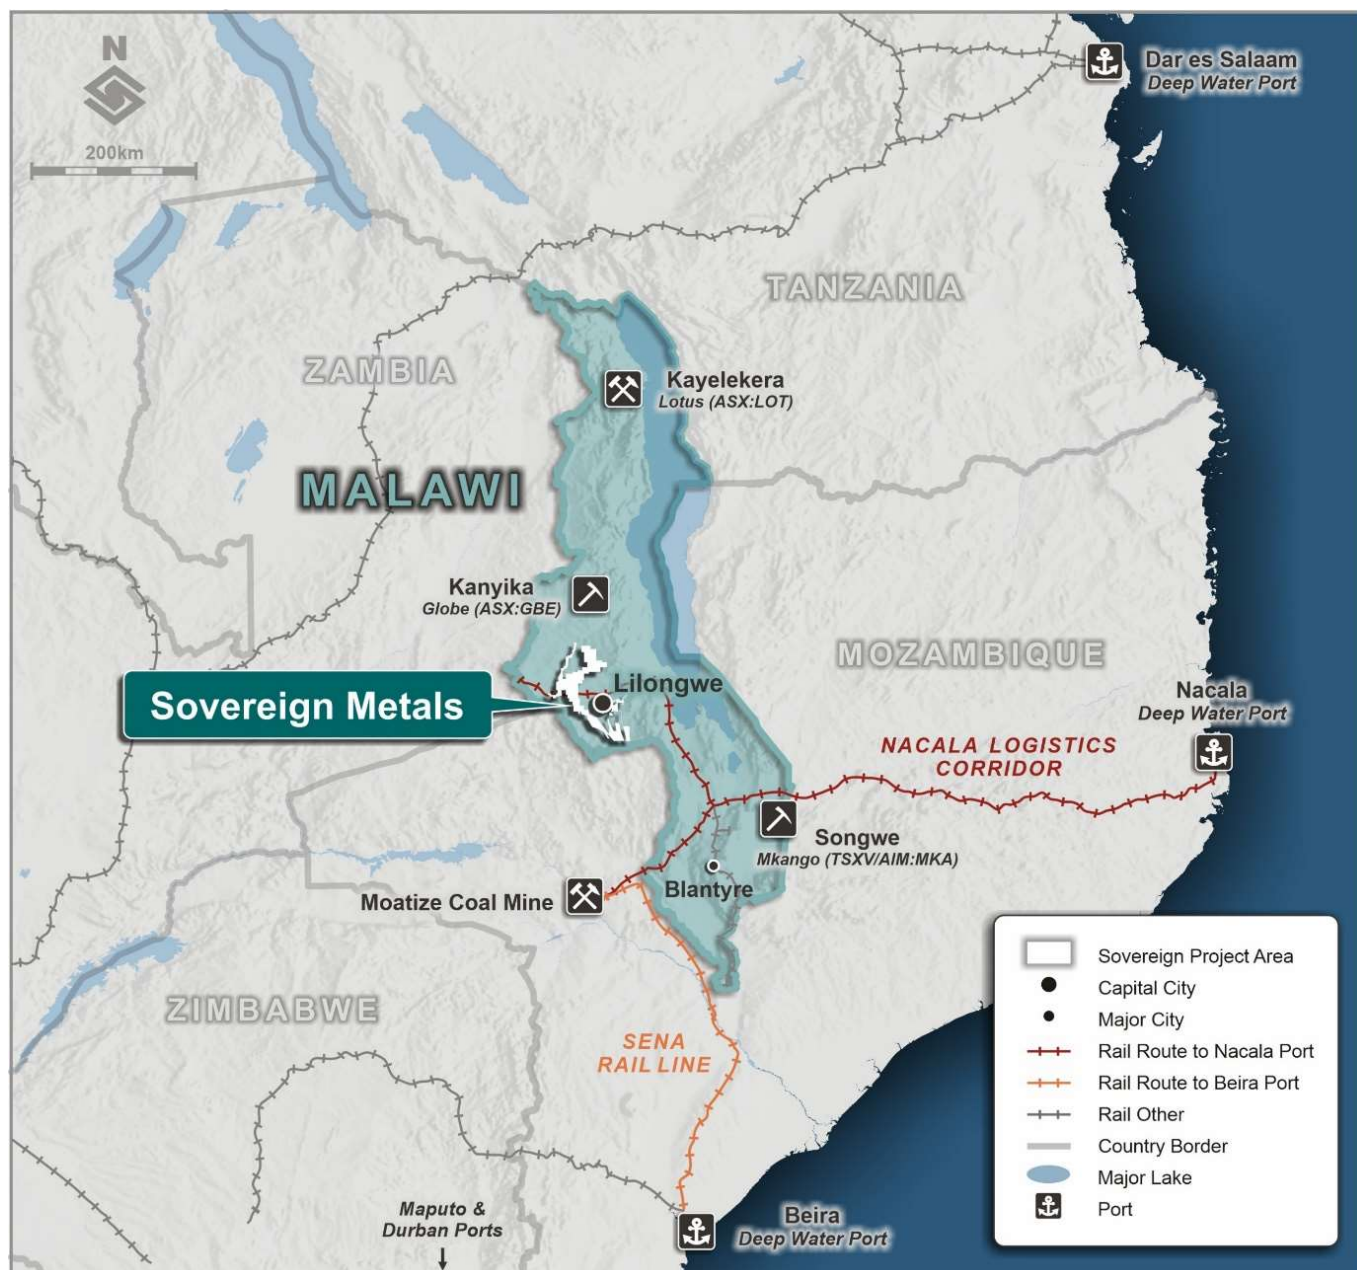 N
200km
Dar es Salaam
Deep Water Port
TANZANIA
ZAMBIA
Kayelekera
Lotus (ASX:LOT)
MALAWI
Kanyika
Globe (ASX:GBE)
MOZAMBIQUE
Sovereign Metals
Lilongwe
Nacala
Deep Water Port
NACALA LOGISTICS
CORRIDOR
Songwe
Mkango (TSXV/AIM:MKA)
Blantyre
Moatize Coal Mine
ZIMBABWE
SENA
RAIL LINE
Maputo &
Durban Ports
Beira
Deep Water Port
Sovereign Project Area
Capital City
Major City
Rail Route to Nacala Port
Rail Route to Beira Port
Rail Other
Country Border
Major Lake
Port